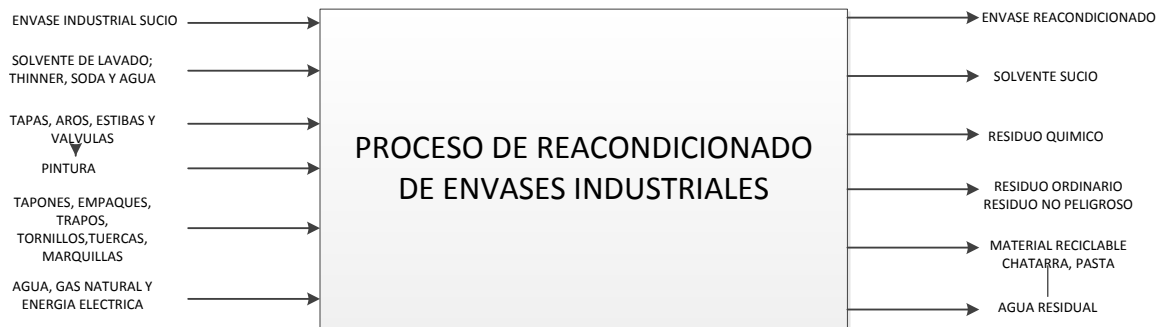 ENVASE INDUSTRIAL SUCIO
SOLVENTE DE LAVADO;
THINNER, SODA Y AGUA
TAPAS, AROS, ESTIBAS Y
VALVULAS
PINTURA
TAPONES, EMPAQUES,
TRAPOS,
TORNILLOS,TUERCAS,
MARQUILLAS
AGUA, GAS NATURAL Y
ENERGIA ELECTRICA
PROCESO DE REACONDICIONADO
DE ENVASES INDUSTRIALES
ENVASE REACONDICIONADO
SOLVENTE SUCIO
RESIDUO QUIMICO
RESIDUO ORDINARIO
RESIDUO NO PELIGROSO
MATERIAL RECICLABLE
CHATARRA, PASTA
AGUA RESIDUAL